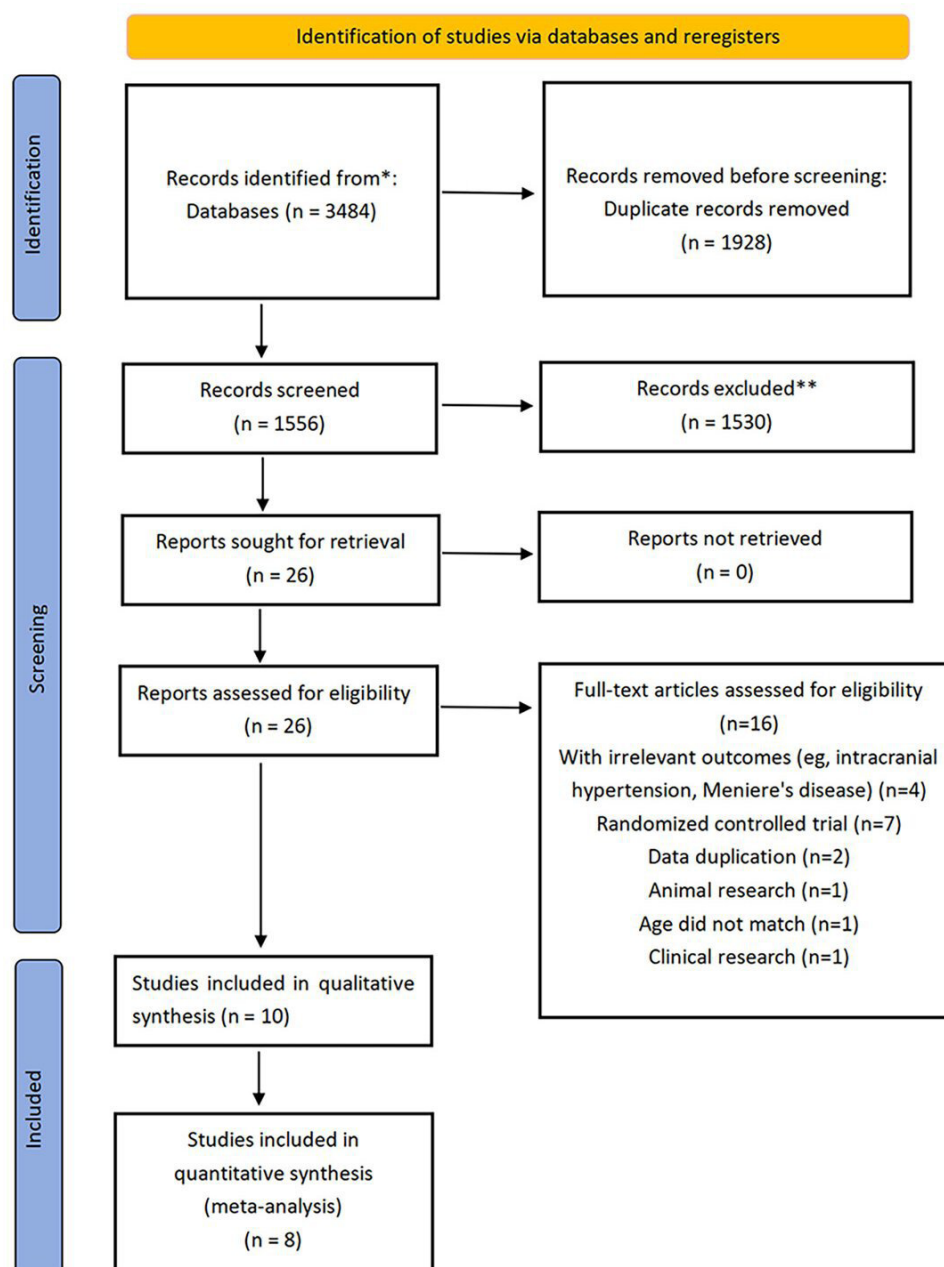 Identification of studies via databases and reregisters
Identification
Records identified from*:
Databases (n = 3484)
Records removed before screening:
Duplicate records removed
(n = 1928)
Screening
Records screened
(n = 1556)
Records excluded**
(n = 1530)
Reports sought for retrieval
(n = 26)
Reports not retrieved
(n = 0)
Reports assessed for eligibility
(n = 26)
Full-text articles assessed for eligibility
(n=16)
With irrelevant outcomes (eg, intracranial
hypertension, Meniere's disease) (n=4)
Randomized controlled trial (n=7)
Data duplication (n=2)
Animal research (n=1)
Age did not match (n=1)
Clinical research (n=1)
Included
Studies included in qualitative
synthesis (n = 10)
Studies included in
quantitative synthesis
(meta-analysis)
(n = 8)